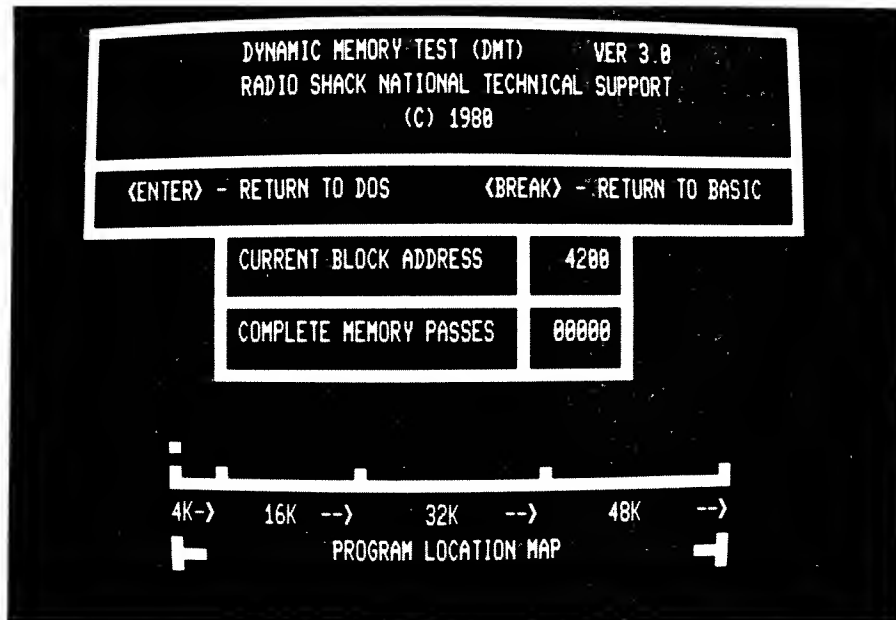 DYNAMIC MEMORY TEST (DMT) VER 3.0
RADIO SHACK NATIONAL TECHNICAL SUPPORT
(C) 1980
<ENTER> - RETURN TO DOS <BREAK> - RETURN TO BASIC
CURRENT BLOCK ADDRESS 4200
COMPLETE MEMORY PASSES 00000
4K-> 16K --> 32K --> 48K -->
PROGRAM LOCATION MAP